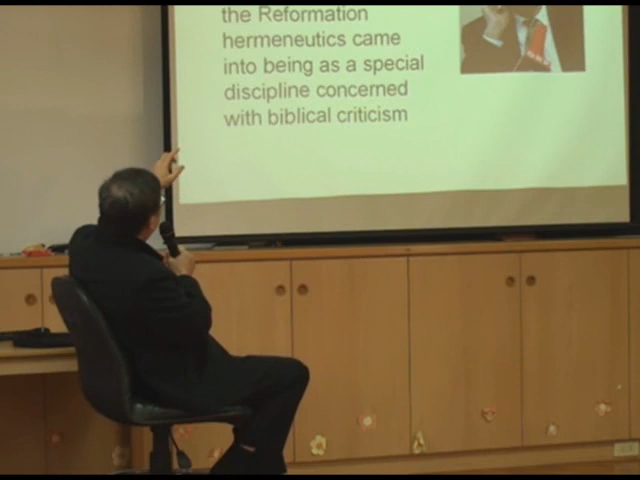 the Reformation
hermeneutics came
into being as a special
discipline concerned
with biblical criticism